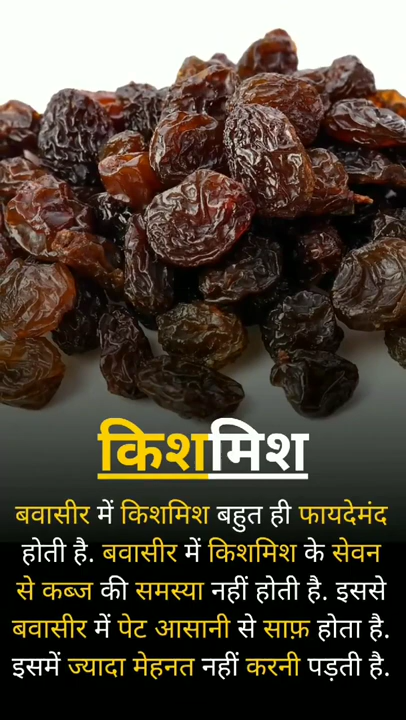 किशमिश
बवासीर में किशमिश बहुत ही फायदेमंद
होती है. बवासीर में किशमिश के सेवन
से कब्ज की समस्या नहीं होती है. इससे
बवासीर में पेट आसानी से साफ़ होता है.
इसमें ज्यादा मेहनत नहीं करनी पड़ती है.